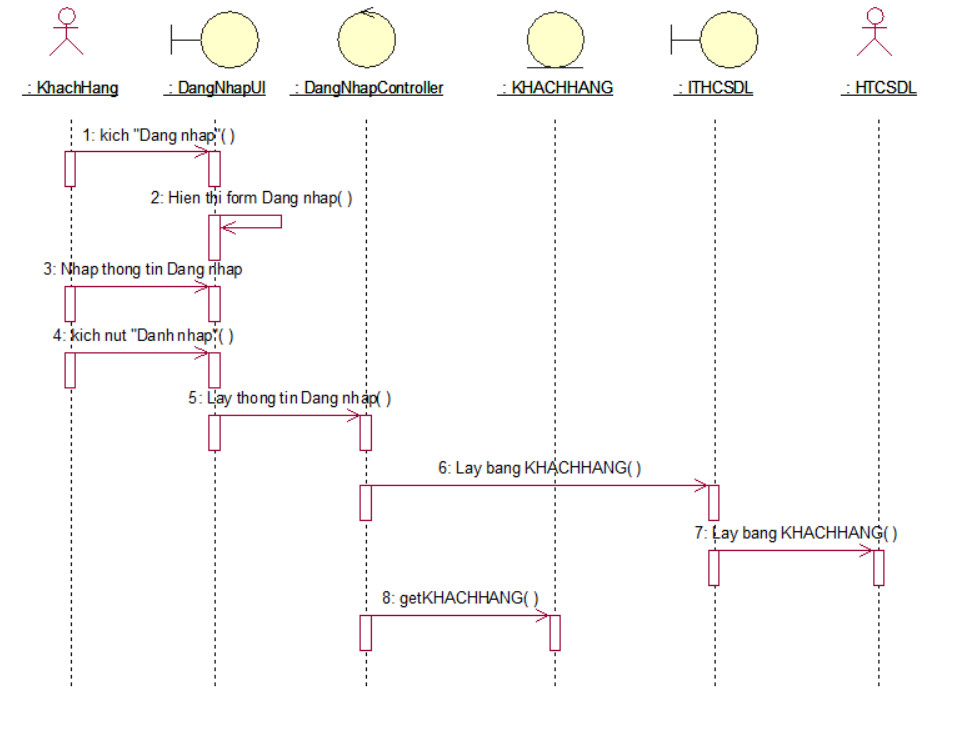 : KhachHang
: DangNhapUI
: DangNhapController
: KHACHHANG
: ITHCSDL
: HTCSDL
1: kich "Dang nhap"( )
2: Hien thi form Dang nhap( )
3: Nhap thong tin Dang nhap
4: kich nut "Danh nhap"( )
5: Lay thong tin Dang nhap( )
6: Lay bang KHACHHANG( )
7: Lay bang KHACHHANG( )
8: getKHACHHANG( )